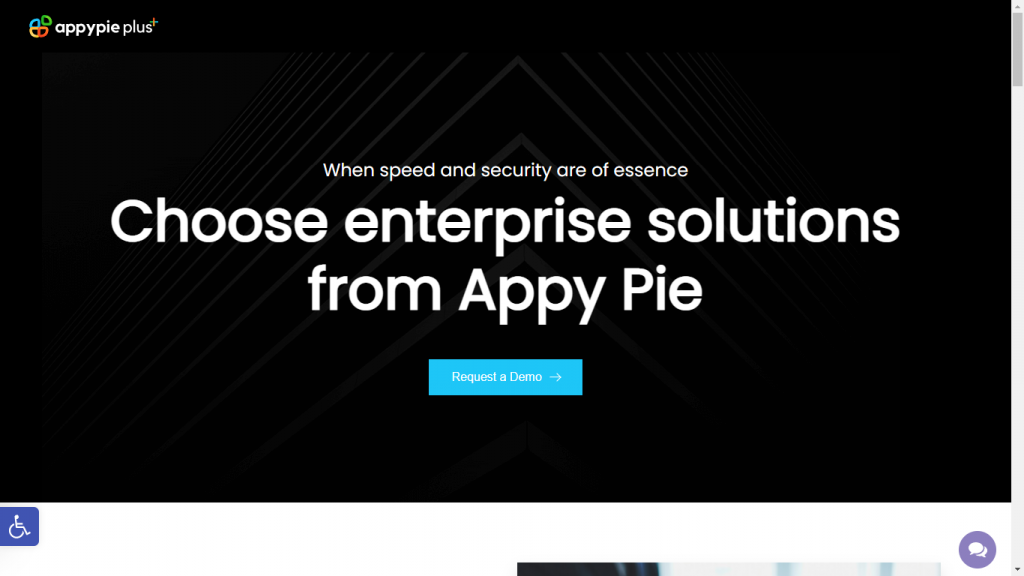 appypie plus+
When speed and security are of essence
Choose enterprise solutions
from Appy Pie
Request a Demo →